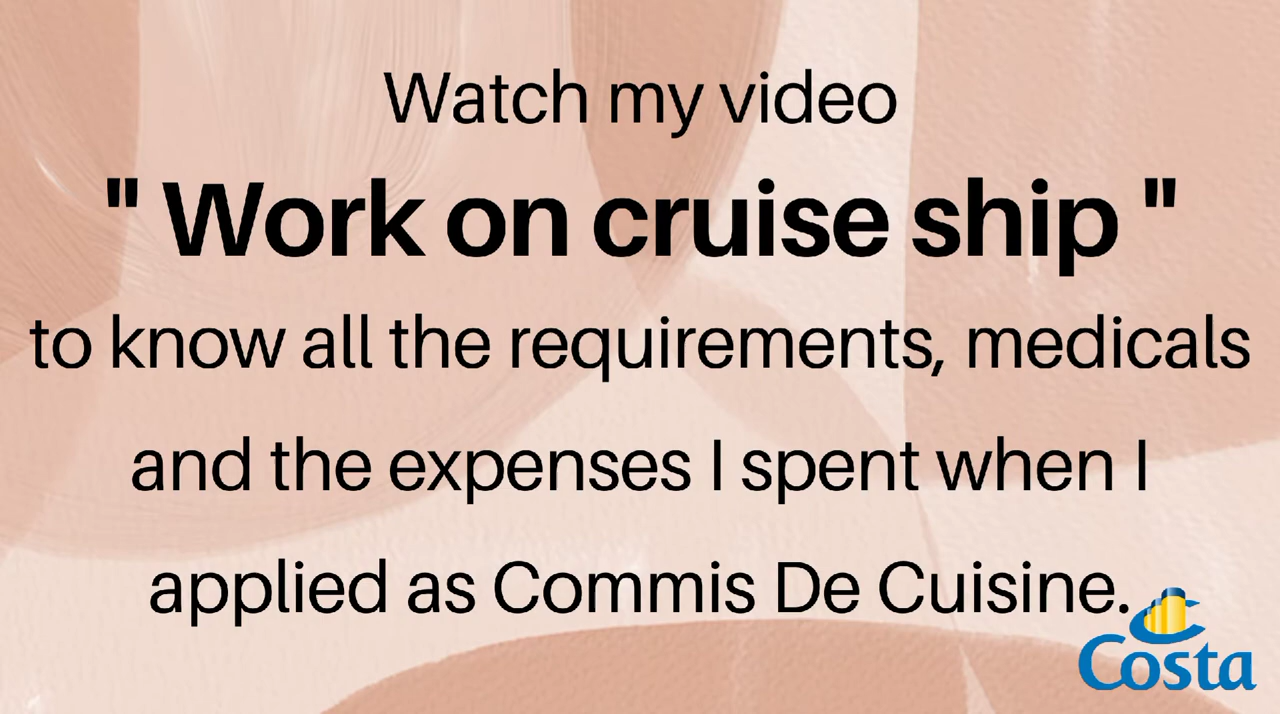 Watch my video
" Work on cruise ship "
to know all the requirements, medicals
and the expenses I spent when I
applied as Commis De Cuisine.
Costa